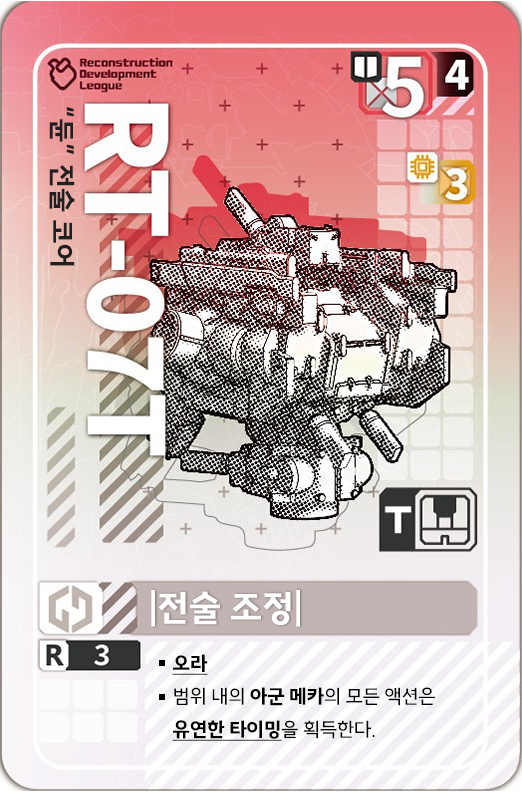 Reconstruction
Development
League
5
4
3
RT-07T
"둠" 전술 코어
T
|전술 조정|
R 3
▪ 오라
▪ 범위 내의 아군 메카의 모든 액션은
유연한 타이밍을 획득한다.